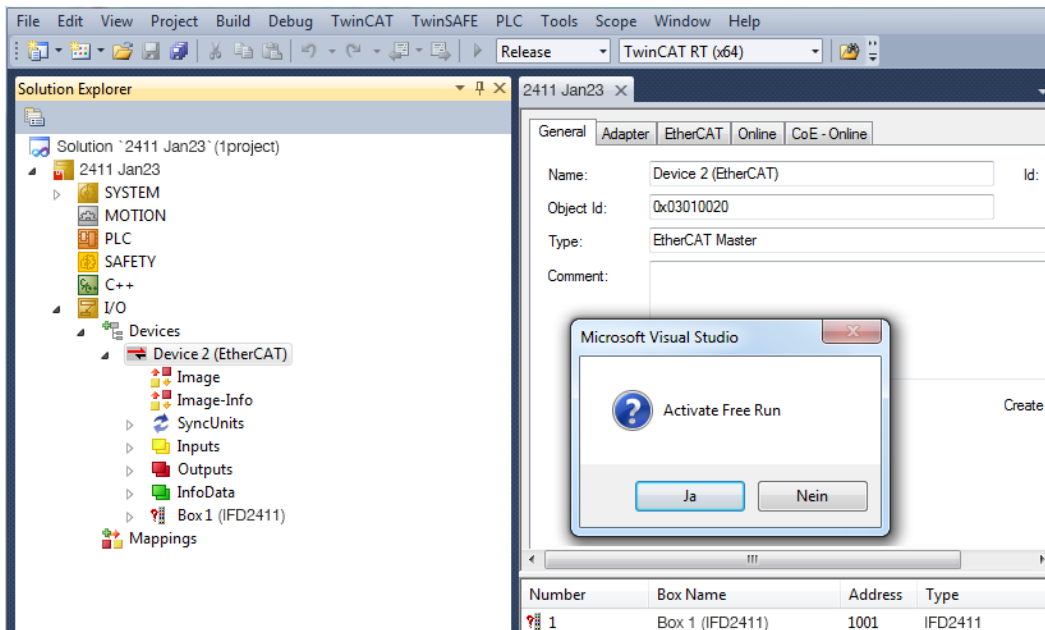 File Edit View Project Build Debug TwinCAT TwinSAFE PLC Tools Scope Window Help
Release TwinCAT RT (x64)
Solution Explorer
2411 Jan23
Solution `2411 Jan23`(1project)
2411 Jan23
SYSTEM
MOTION
PLC
SAFETY
C++
I/O
Devices
Device 2 (EtherCAT)
Image
Image-Info
SyncUnits
Inputs
Outputs
InfoData
Box 1 (IFD2411)
Mappings
General Adapter EtherCAT Online CoE - Online
Name: Device 2 (EtherCAT) Id:
Object Id: 0x03010020
Type: EtherCAT Master
Comment:
Microsoft Visual Studio
Activate Free Run
Ja Nein
Create
Number Box Name Address Type
1 Box 1 (IFD2411) 1001 IFD2411